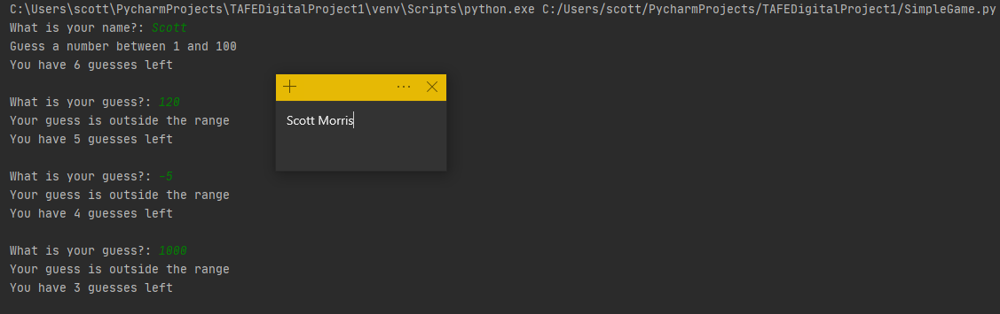 C:\Users\scott\PycharmProjects\TAFEDigitalProject1\venv\Scripts\python.exe C:/Users/scott/PycharmProjects/TAFEDigitalProject1/SimpleGame.py
What is your name?: Scott
Guess a number between 1 and 100
You have 6 guesses left
What is your guess?: 120
Your guess is outside the range
You have 5 guesses left
Scott Morris
What is your guess?: -5
Your guess is outside the range
You have 4 guesses left
What is your guess?: 1000
Your guess is outside the range
You have 3 guesses left